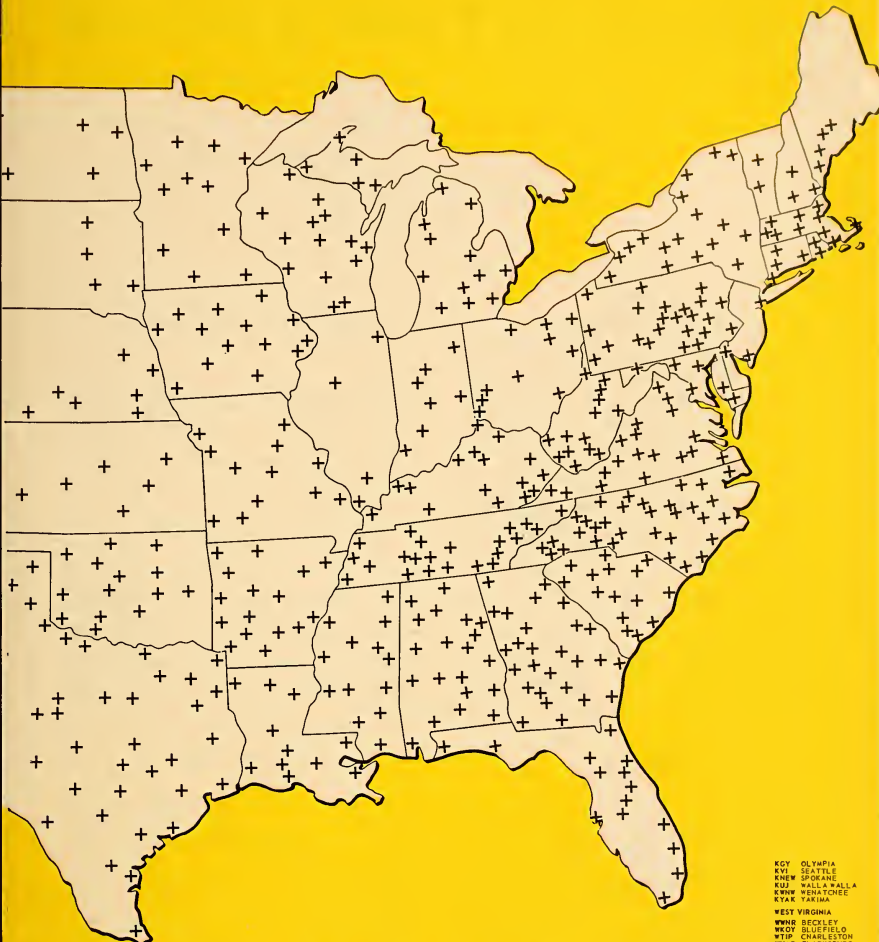 KGY OLYMPIA
KVI SEATTLE
KNEW SPOKANE
KUJ WALLA WALLA
KWNW WENATCHEE
KYAK YAKIMA
WEST VIRGINIA
WWNR BECKLEY
WKOY BLUEFIELD
WTIP CHARLESTON